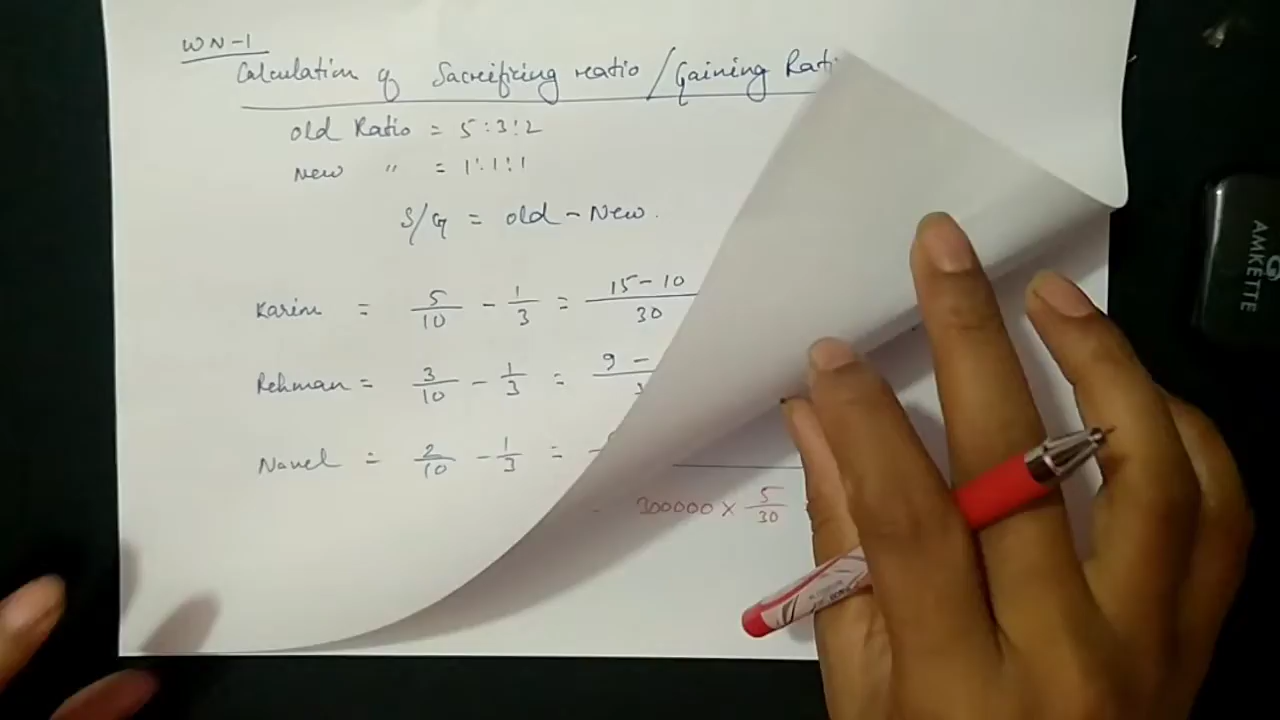 WN-1
Calculation of Sacreifizing reatio / Gaining Rati
old Ratio = 5:3:2
New " = 1:1:1
S/G = old - New.
Karim = 5/10 - 1/3 = 15-10/30
Rehman = 3/10 - 1/3 = 9 -
Navel = 2/10 - 1/3 =
300000 × 5/30
AMKETTE